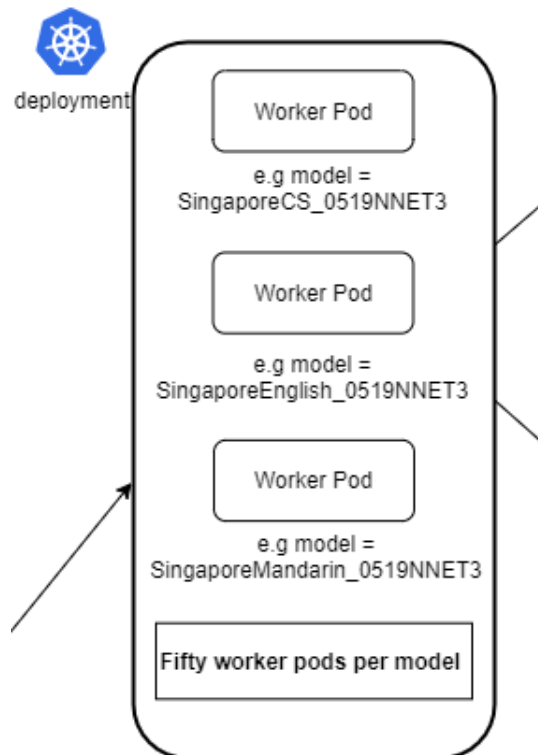 deployment
Worker Pod
e.g model =
SingaporeCS_0519NNET3
Worker Pod
e.g model =
SingaporeEnglish_0519NNET3
Worker Pod
e.g model =
SingaporeMandarin_0519NNET3
Fifty worker pods per model